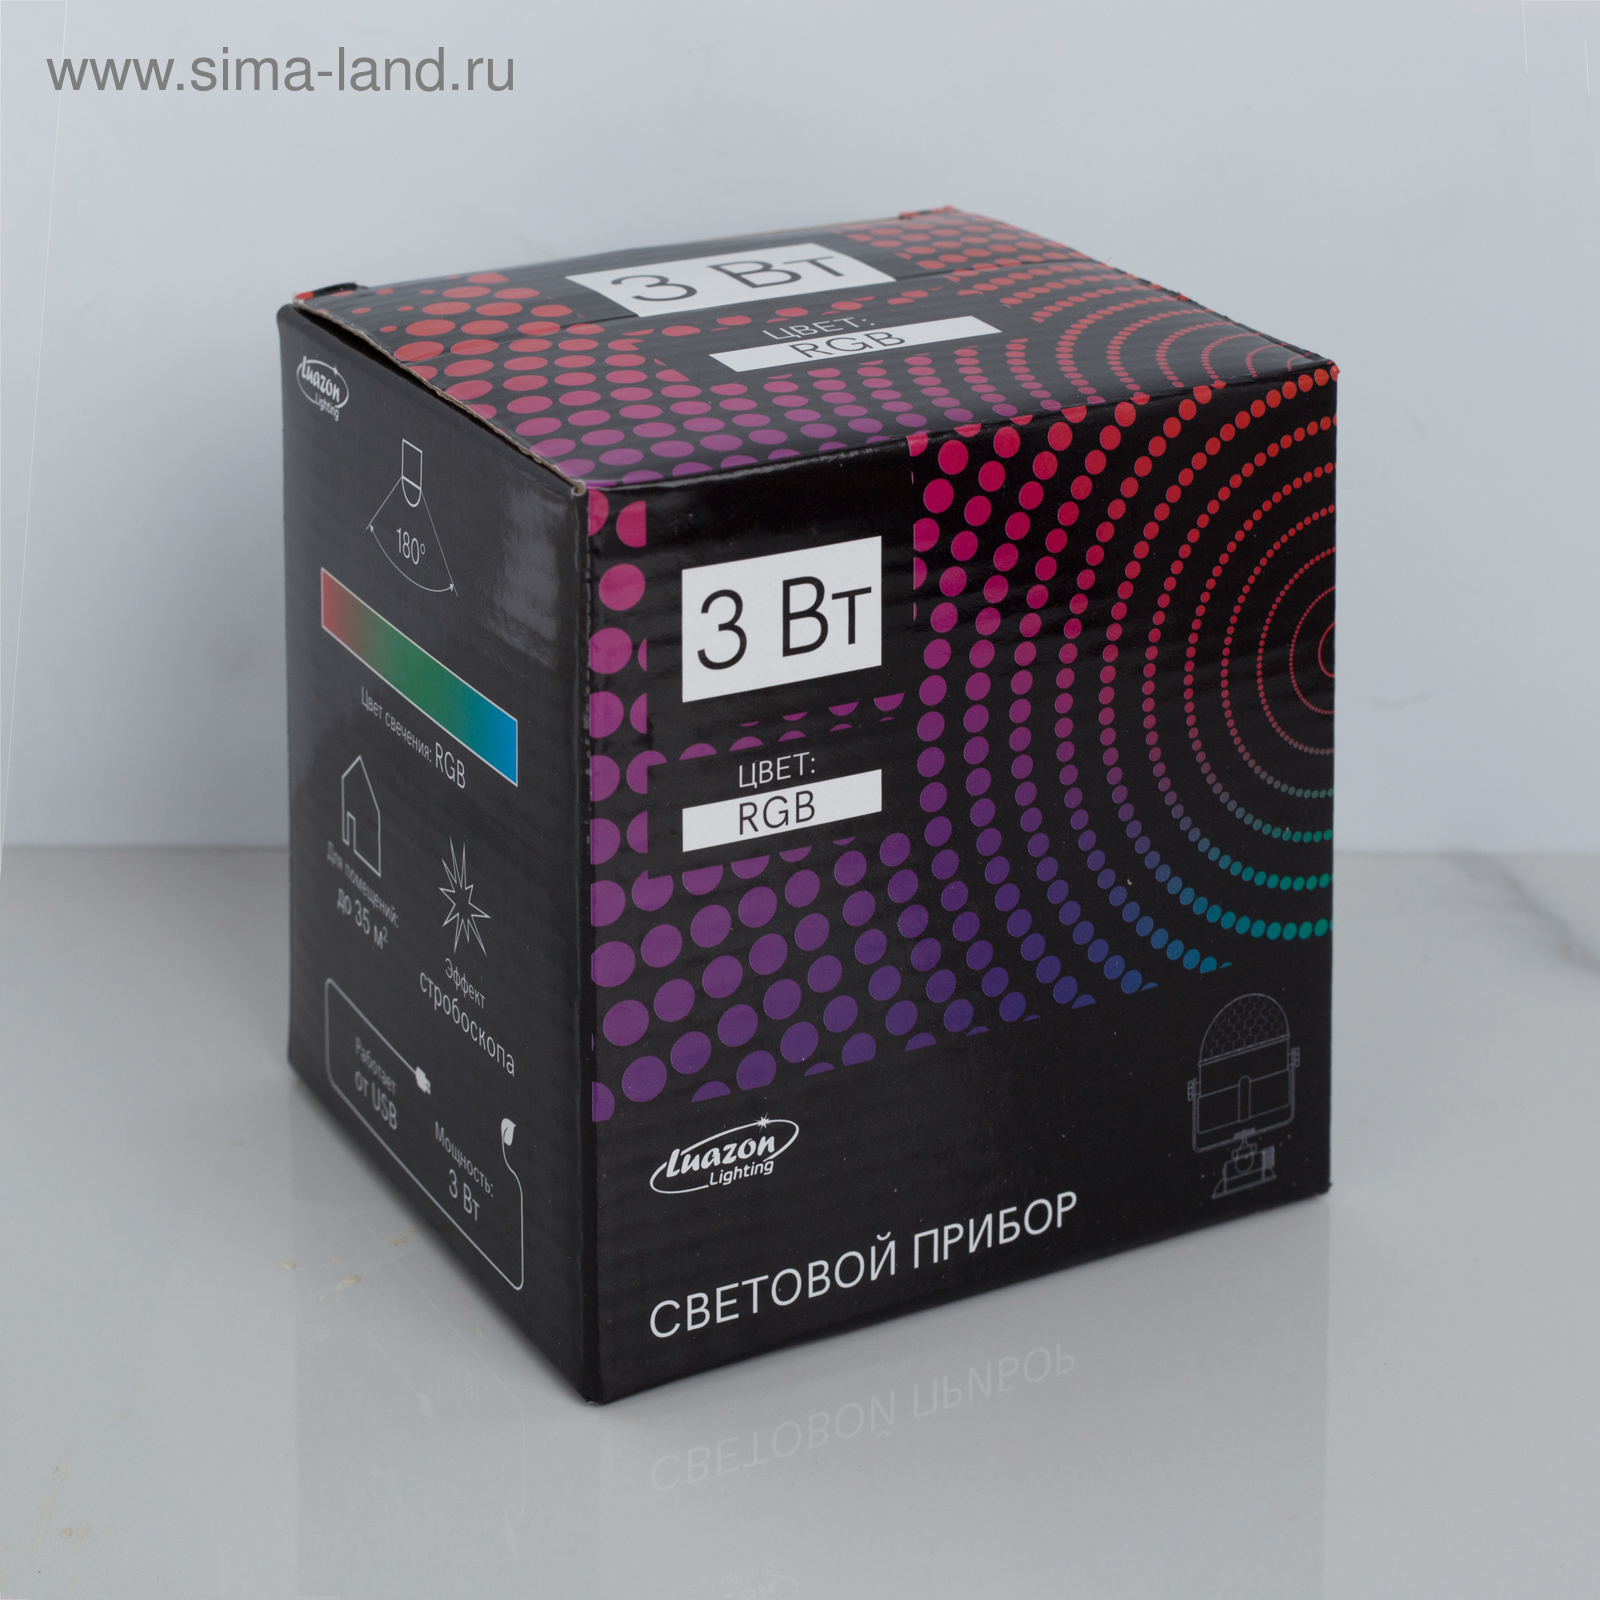 www.sima-land.ru
3 Вт
ЦВЕТ:
RGB
Luazon
Lighting
180°
Цвет свечения: RGB
Для помещений:
до 35 м²
Эффект
стробоскопа
Работает
от USB
Мощность:
3 Вт
3 Вт
ЦВЕТ:
RGB
Luazon
Lighting
СВЕТОВОЙ ПРИБОР